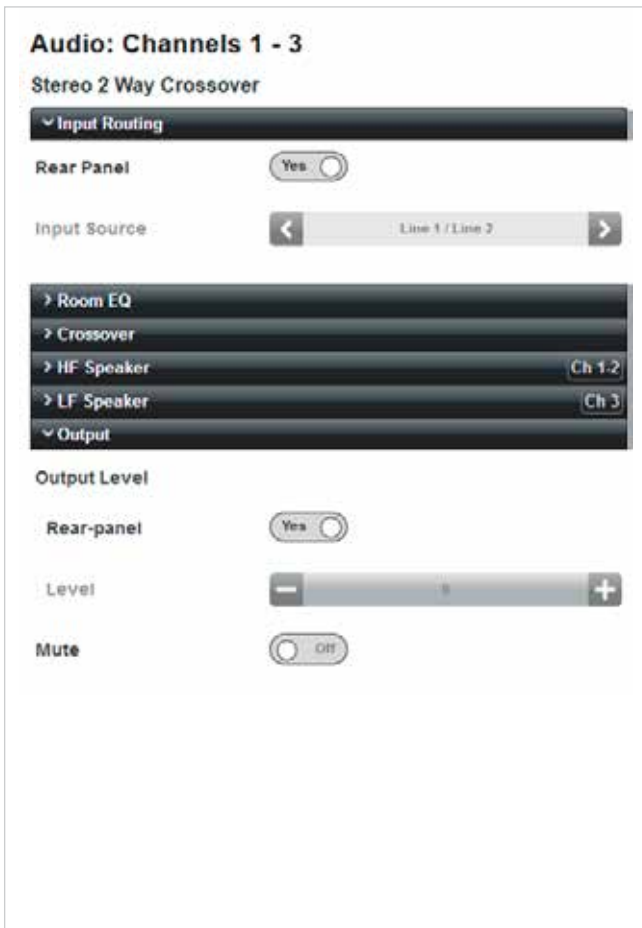 Audio: Channels 1 - 3
Stereo 2 Way Crossover
Input Routing
Rear Panel Yes
Input Source Line 1 / Line 2
Room EQ
Crossover
HF Speaker Ch 1-2
LF Speaker Ch 3
Output
Output Level
Rear-panel Yes
Level
Mute Off